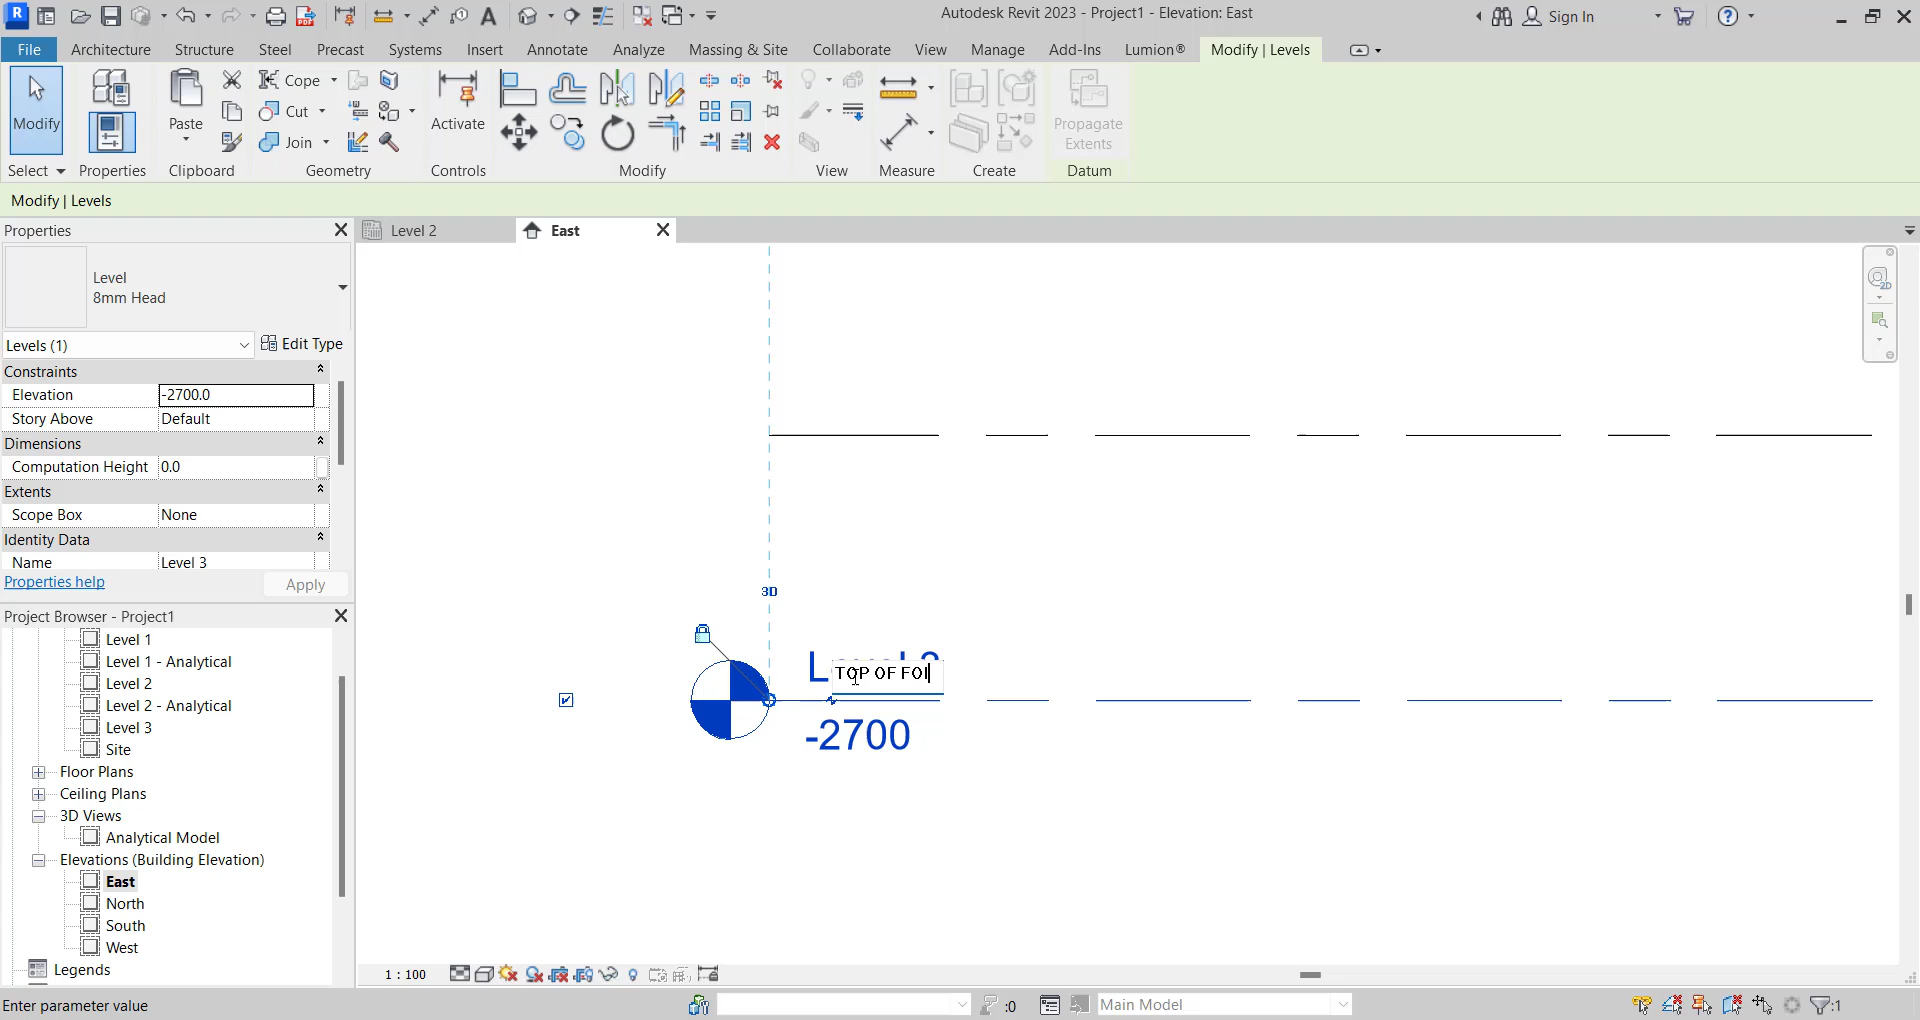 Autodesk Revit 2023 - Project1 - Elevation: East
Sign In
File
Architecture
Structure
Steel
Precast
Systems
Insert
Annotate
Analyze
Massing & Site
Collaborate
View
Manage
Add-Ins
Lumion®
Modify | Levels
Modify
Paste
Cope
Cut
Join
Activate
Propagate
Extents
Select
Properties
Clipboard
Geometry
Controls
Modify
View
Measure
Create
Datum
Modify | Levels
Properties
Level 2
East
Level
8mm Head
Levels (1)
Edit Type
Constraints
Elevation
-2700.0
Story Above
Default
Dimensions
Computation Height
0.0
Extents
Scope Box
None
Identity Data
Name
Level 3
Properties help
Apply
Project Browser - Project1
Level 1
Level 1 - Analytical
Level 2
Level 2 - Analytical
Level 3
Site
Floor Plans
Ceiling Plans
3D Views
Analytical Model
Elevations (Building Elevation)
East
North
South
West
Legends
3D
TOP OF FOI
-2700
1 : 100
Enter parameter value
:0
Main Model
:1